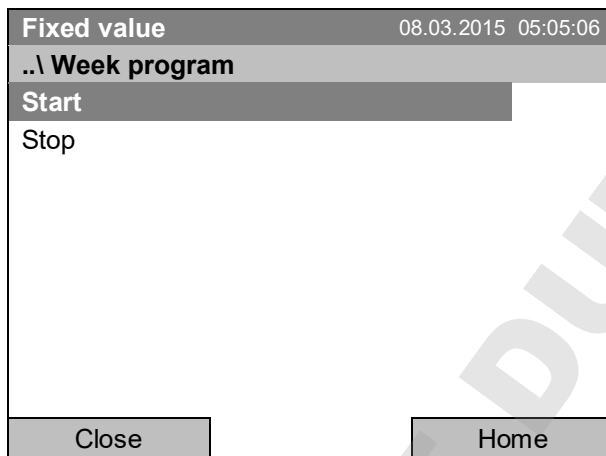 Fixed value 08.03.2015 05:05:06
..\ Week program
Start
Stop
Close Home